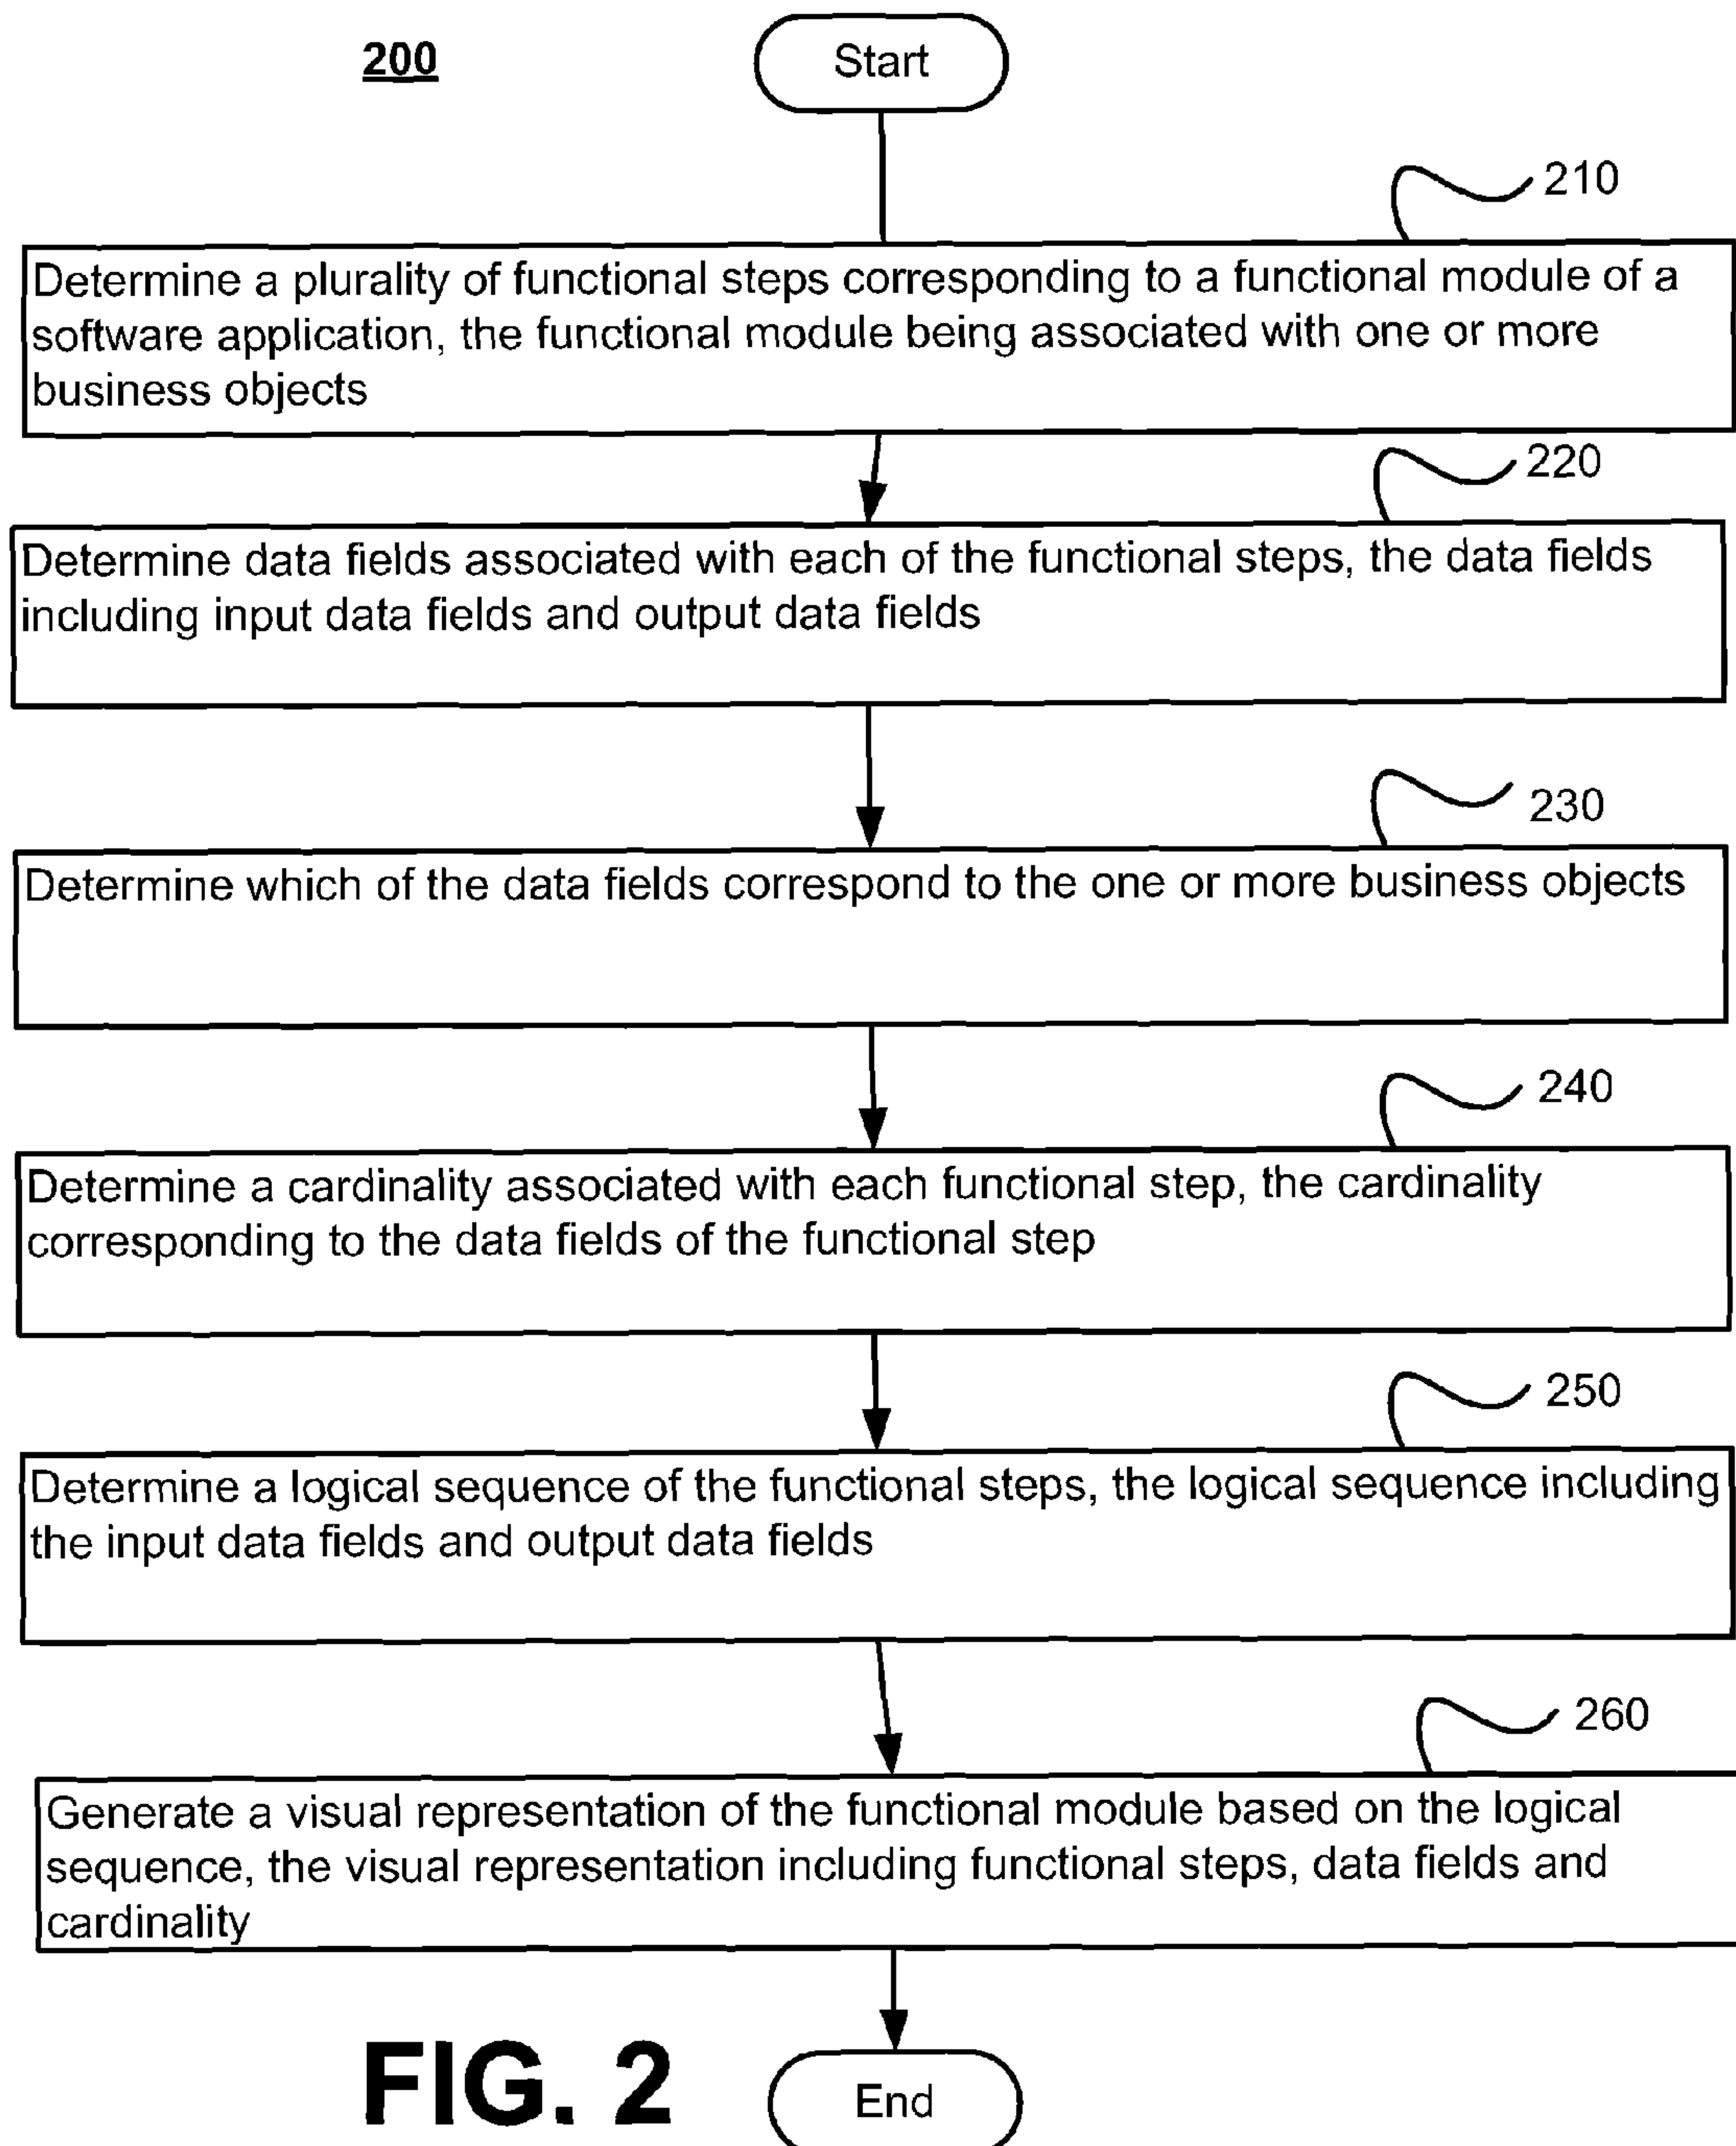 200
Start
210
Determine a plurality of functional steps corresponding to a functional module of a
software application, the functional module being associated with one or more
business objects
220
Determine data fields associated with each of the functional steps, the data fields
including input data fields and output data fields
230
Determine which of the data fields correspond to the one or more business objects
240
Determine a cardinality associated with each functional step, the cardinality
corresponding to the data fields of the functional step
250
Determine a logical sequence of the functional steps, the logical sequence including
the input data fields and output data fields
260
Generate a visual representation of the functional module based on the logical
sequence, the visual representation including functional steps, data fields and
cardinality
FIG. 2
End